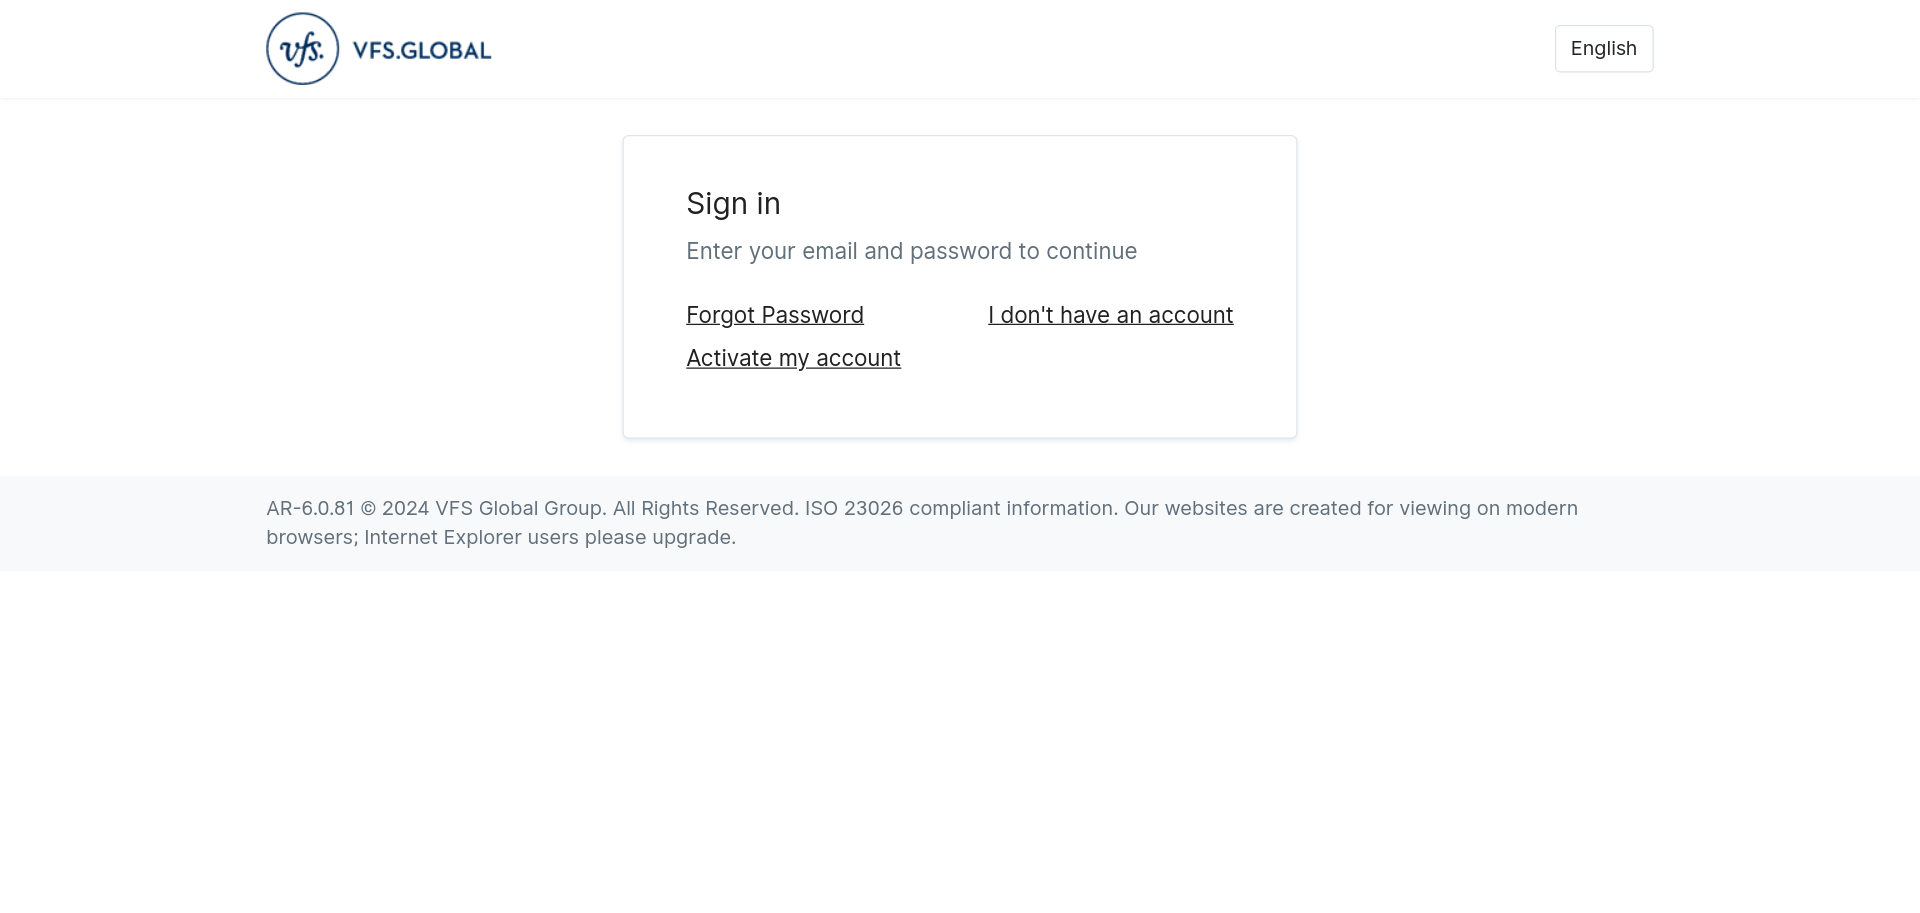 vfs. VFS.GLOBAL
English
Sign in
Enter your email and password to continue
Forgot Password
I don't have an account
Activate my account
AR-6.0.81 © 2024 VFS Global Group. All Rights Reserved. ISO 23026 compliant information. Our websites are created for viewing on modern
browsers; Internet Explorer users please upgrade.